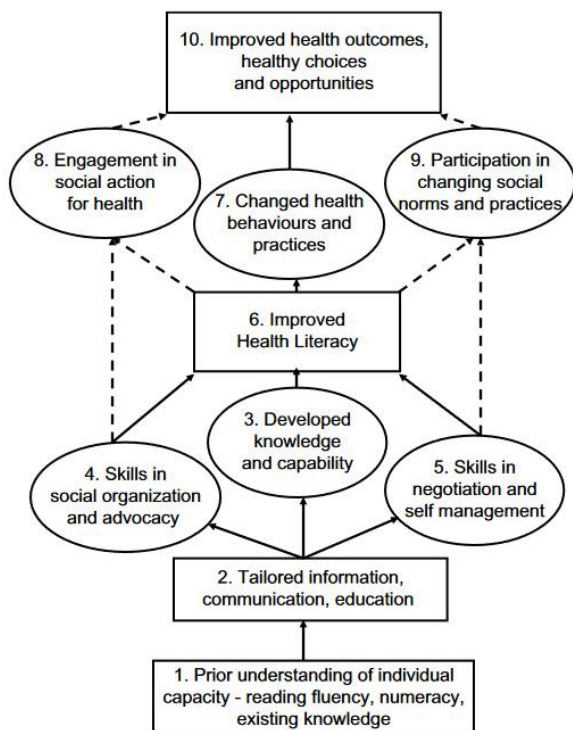 10. Improved health outcomes,
healthy choices
and opportunities
8. Engagement in
social action
for health
9. Participation in
changing social
norms and practices
7. Changed health
behaviours and
practices
6. Improved
Health Literacy
3. Developed
knowledge
and capability
4. Skills in
social organization
and advocacy
5. Skills in
negotiation and
self management
2. Tailored information,
communication, education
1. Prior understanding of individual
capacity - reading fluency, numeracy,
existing knowledge